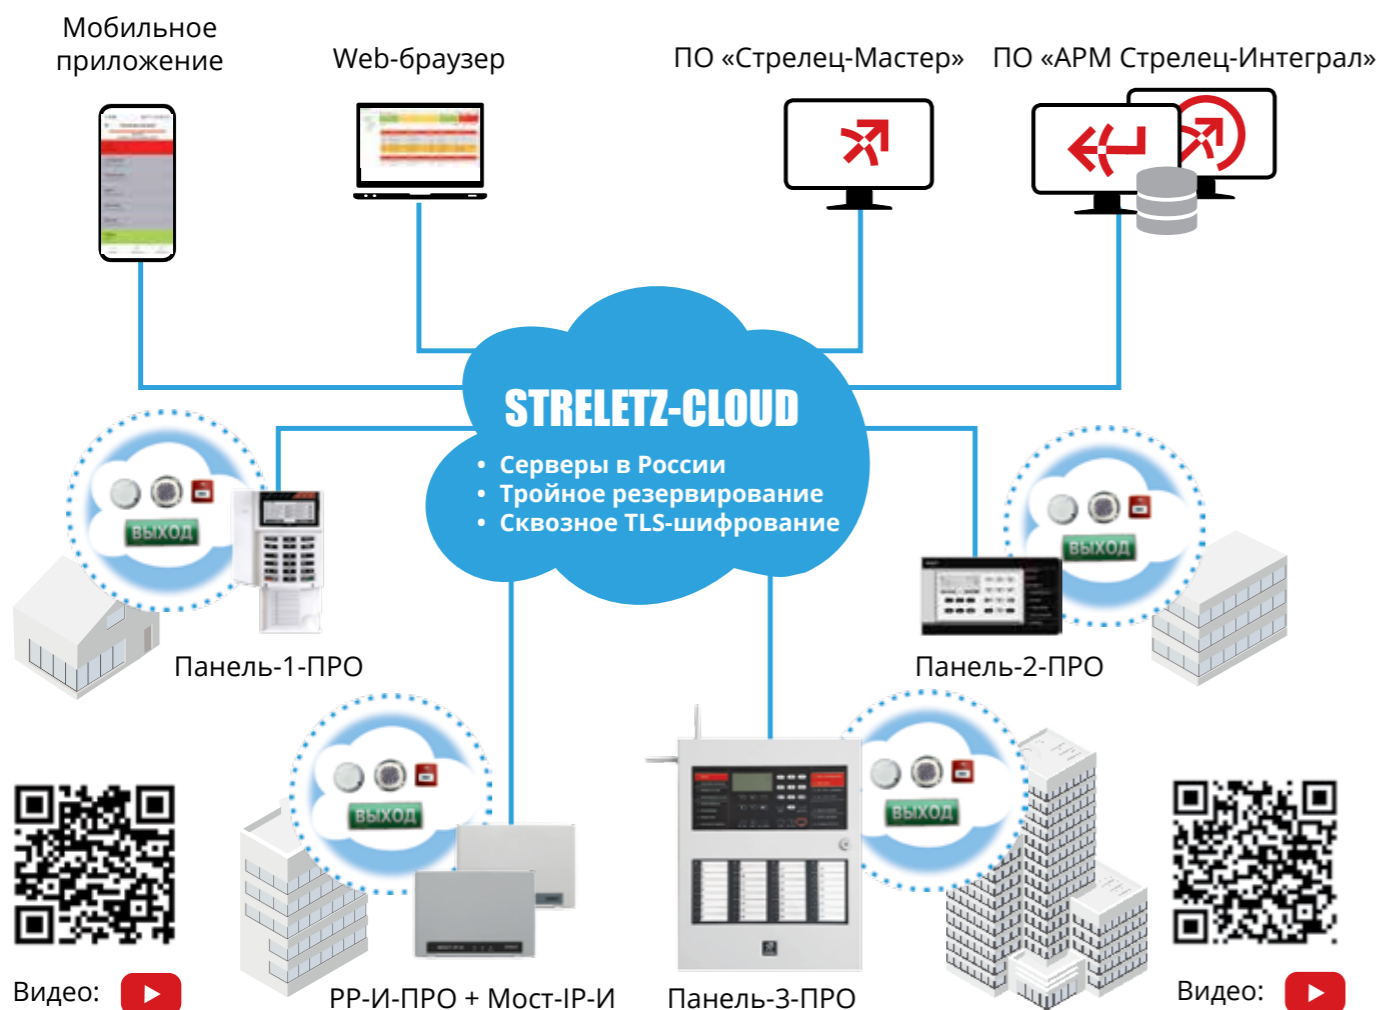 Мобильное
приложение
Web-браузер
ПО «Стрелец-Мастер»
ПО «АРМ Стрелец-Интеграл»
STRELETZ-CLOUD
• Серверы в России
• Тройное резервирование
• Сквозное TLS-шифрование
ВЫХОД
ВЫХОД
Панель-1-ПРО
Панель-2-ПРО
ВЫХОД
ВЫХОД
Видео:
РР-И-ПРО + Мост-IP-И
Панель-3-ПРО
Видео: